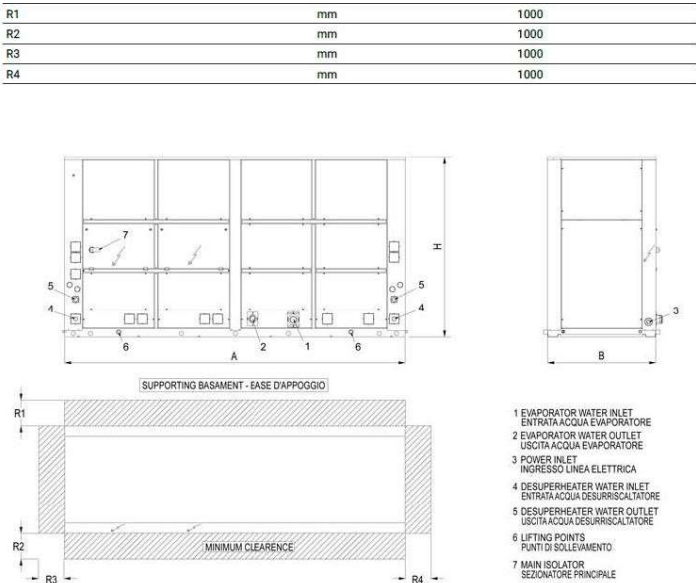 R1 mm 1000
R2 mm 1000
R3 mm 1000
R4 mm 1000
7
H
5
5
4
4
3
6
2
1
6
A
B
SUPPORTING BASAMENT - EASE D'APPOGGIO
R1
MINIMUM CLEARENCE
R2
R3
R4
1 EVAPORATOR WATER INLET
ENTRATA ACQUA EVAPORATORE
2 EVAPORATOR WATER OUTLET
USCITA ACQUA EVAPORATORE
3 POWER INLET
INGRESSO LINEA ELETTRICA
4 DESUPERHEATER WATER INLET
ENTRATA ACQUA DESURRISCALTATORE
5 DESUPERHEATER WATER OUTLET
USCITA ACQUA DESURRISCALTATORE
6 LIFTING POINTS
PUNTI DI SOLLEVAMENTO
7 MAIN ISOLATOR
SEZIONATORE PRINCIPALE